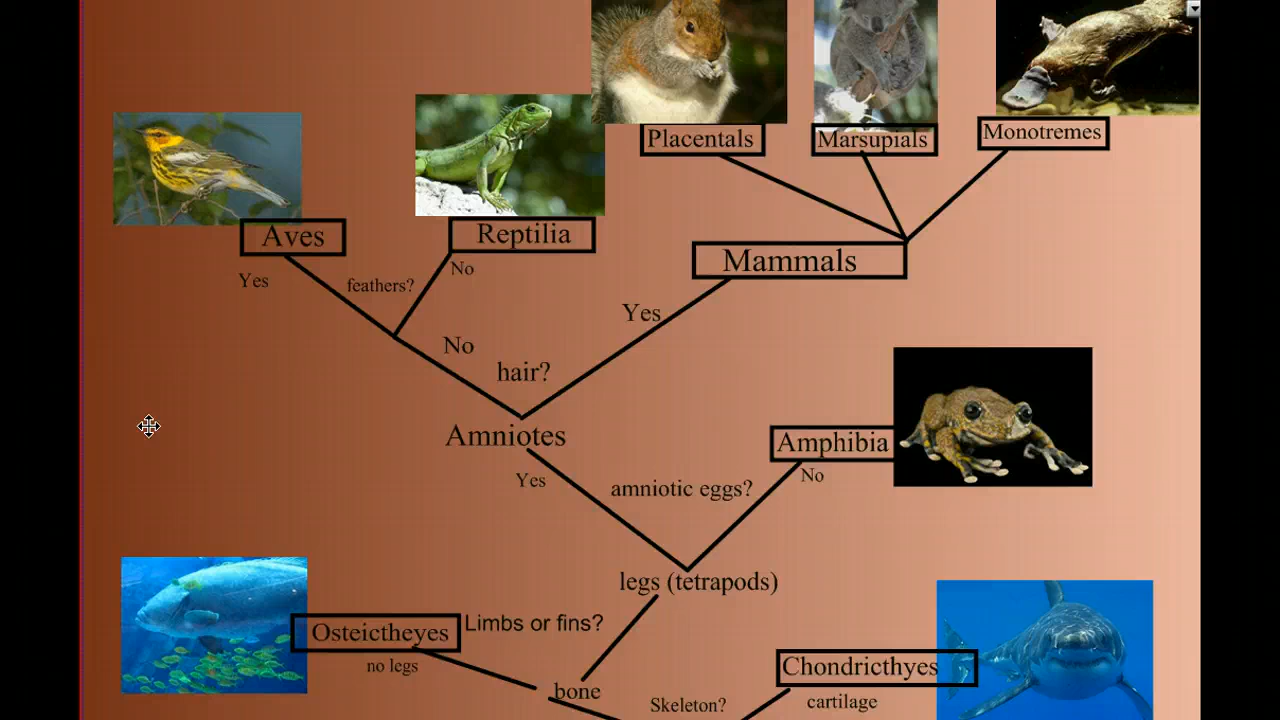 Placentals
Marsupials
Monotremes
Aves
Reptilia
Mammals
Yes
feathers?
No
Yes
No
hair?
Amniotes
Amphibia
Yes
amniotic eggs?
No
legs (tetrapods)
Osteictheyes
Limbs or fins?
no legs
Chondricthyes
bone
Skeleton?
cartilage